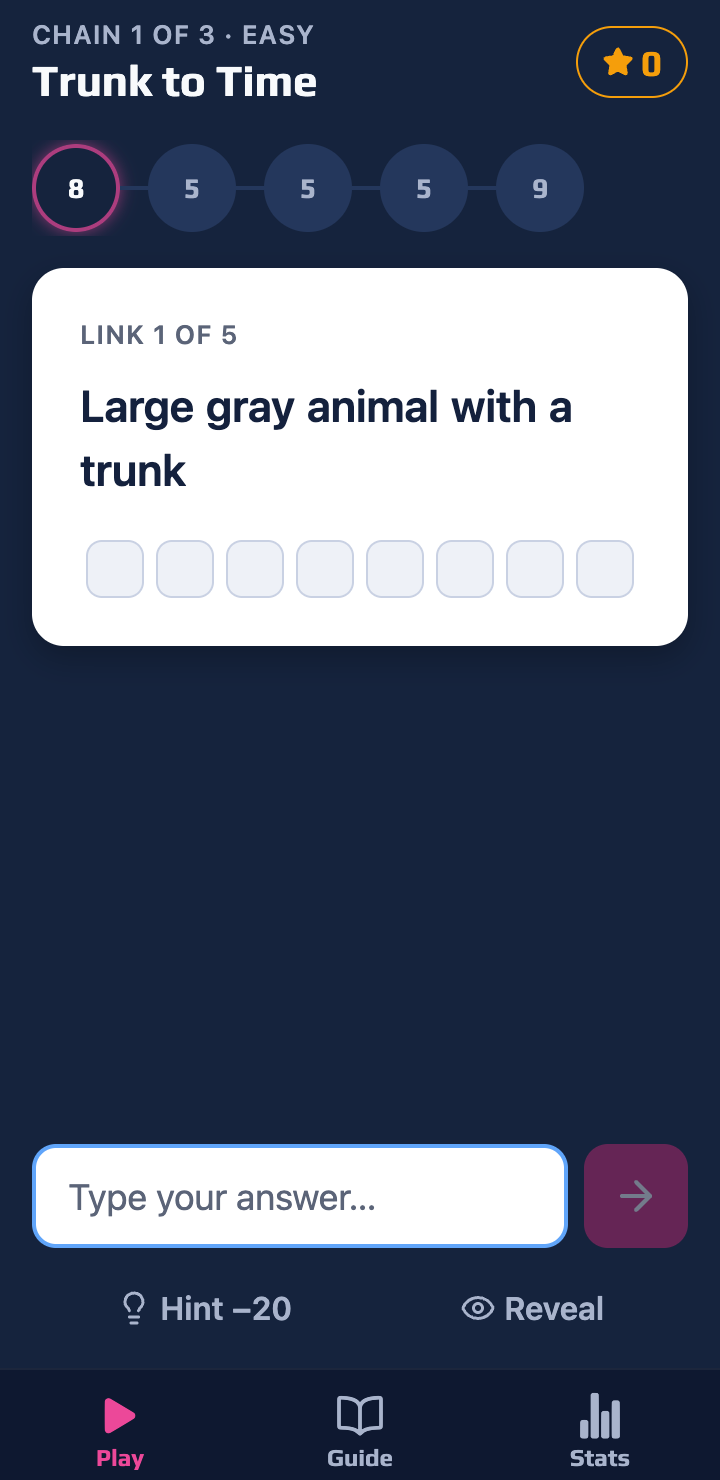 CHAIN 1 OF 3 · EASY
Trunk to Time
0
8 5 5 5 9
LINK 1 OF 5
Large gray animal with a
trunk
Type your answer...
Hint −20 Reveal
Play Guide Stats